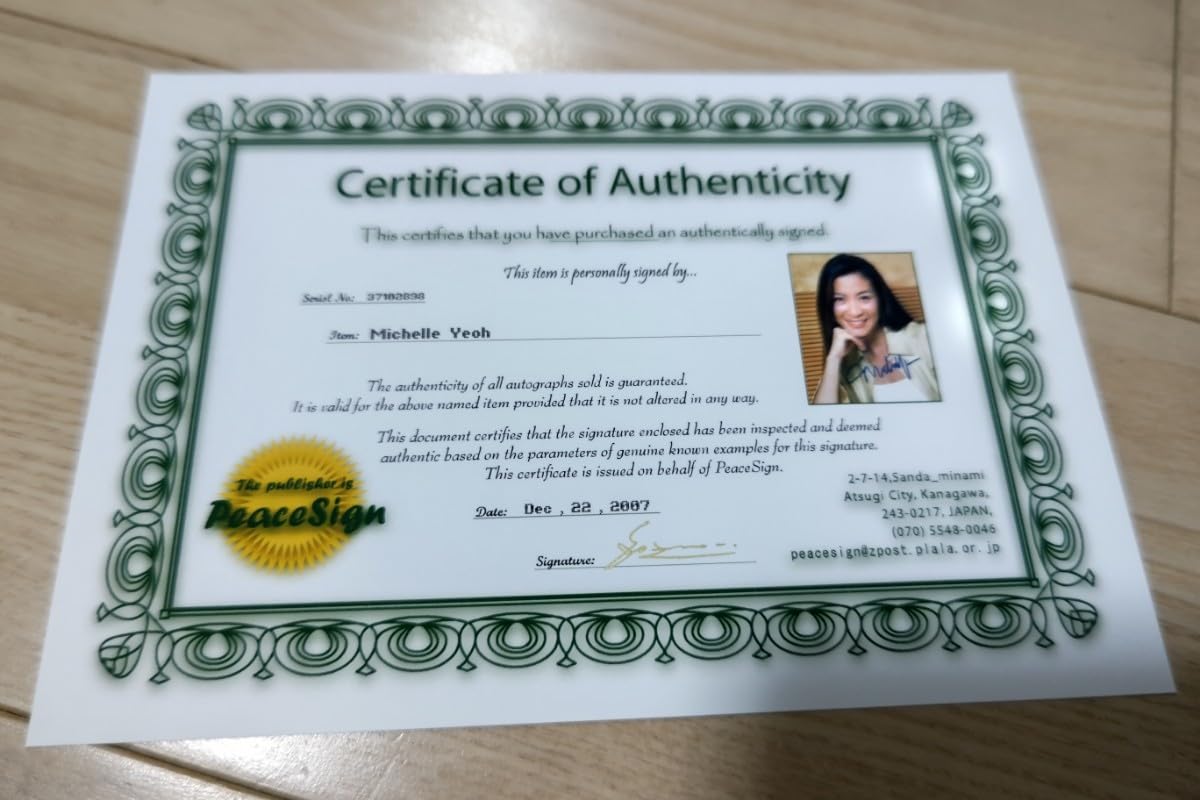 Certificate of Authenticity
This certifies that you have purchased an authentically signed.
This item is personally signed by...
Serial No: 37102898
Item: Michelle Yeoh
The authenticity of all autographs sold is guaranteed.
It is valid for the above named item provided that it is not altered in any way.
This document certifies that the signature enclosed has been inspected and deemed
authentic based on the parameters of genuine known examples for this signature.
This certificate is issued on behalf of PeaceSign.
The publisher is
PeaceSign
Date: Dec , 22 , 2007
Signature:
2-7-14,Sanda_minami
Atsugi City, Kanagawa,
243-0217, JAPAN,
(070) 5548-0046
peacesign@zpost.plala.or.jp